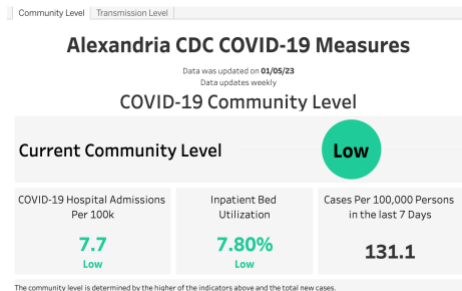 Community Level Transmission Level
Alexandria CDC COVID-19 Measures
Data was updated on 01/05/23
Data updates weekly
COVID-19 Community Level
Current Community Level Low
COVID-19 Hospital Admissions
Per 100k
7.7
Low
Inpatient Bed
Utilization
7.80%
Low
Cases Per 100,000 Persons
in the last 7 Days
131.1
The community level is determined by the higher of the indicators above and the total new cases.